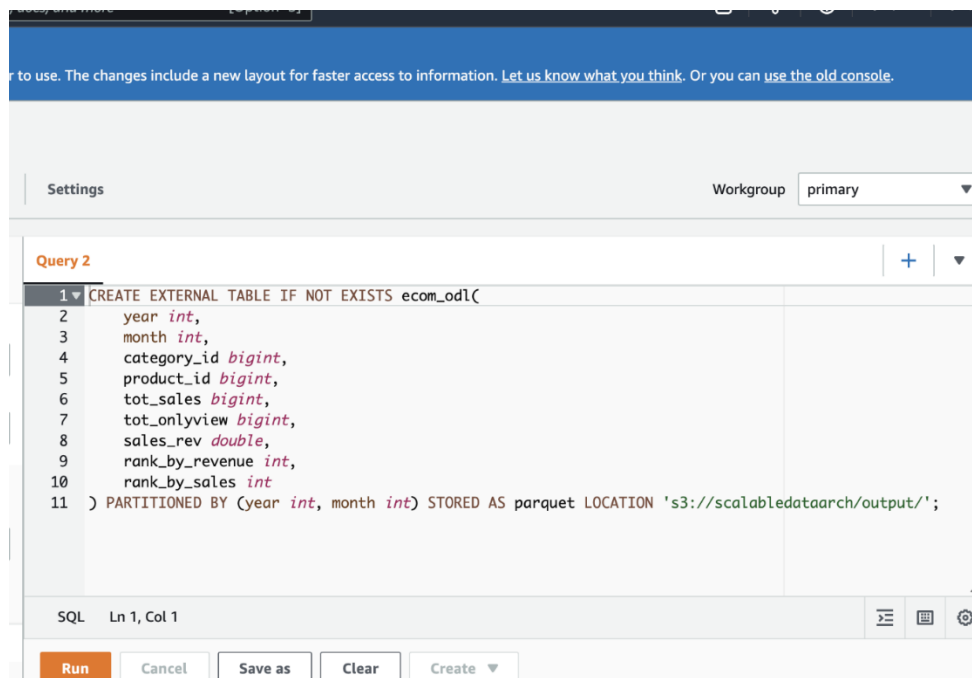 docs, and more [Option+S]
r to use. The changes include a new layout for faster access to information. Let us know what you think. Or you can use the old console.
Settings Workgroup primary
Query 2
1 CREATE EXTERNAL TABLE IF NOT EXISTS ecom_odl(
2 year int,
3 month int,
4 category_id bigint,
5 product_id bigint,
6 tot_sales bigint,
7 tot_onlyview bigint,
8 sales_rev double,
9 rank_by_revenue int,
10 rank_by_sales int
11 ) PARTITIONED BY (year int, month int) STORED AS parquet LOCATION 's3://scalabledataarch/output/';
SQL Ln 1, Col 1
Run Cancel Save as Clear Create